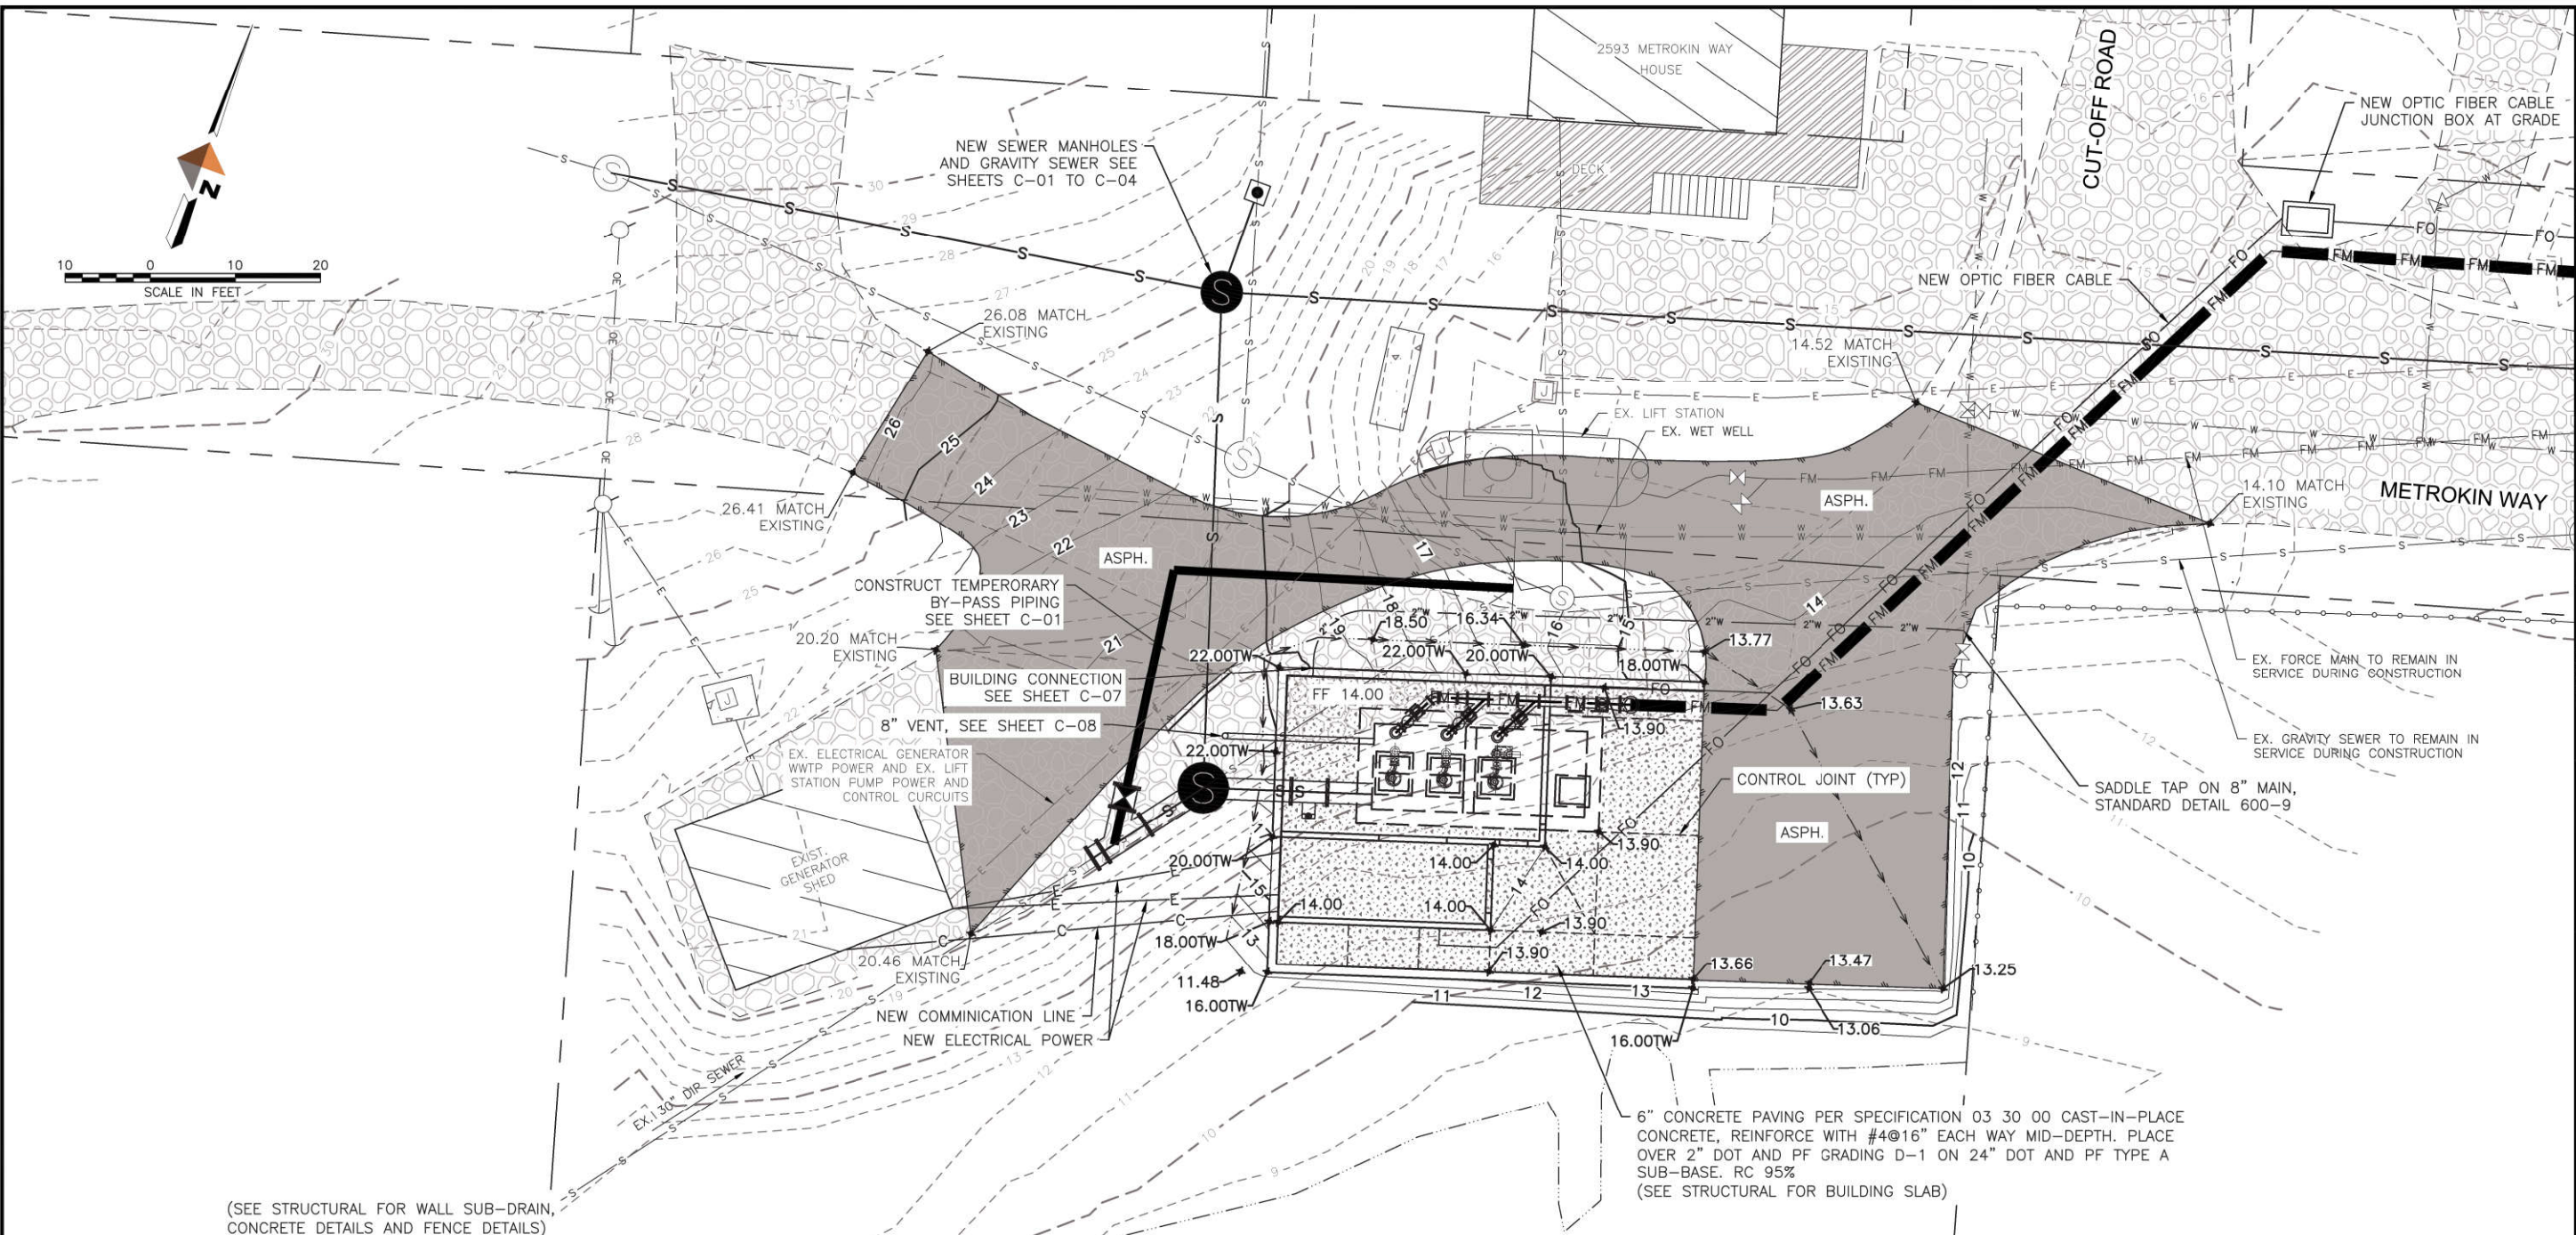 2593 METROKIN WAY
HOUSE
CUT-OFF ROAD
NEW OPTIC FIBER CABLE
JUNCTION BOX AT GRADE
NEW SEWER MANHOLES
AND GRAVITY SEWER SEE
SHEETS C-01 TO C-04
DECK
N
10 0 10 20
SCALE IN FEET
NEW OPTIC FIBER CABLE
26.08 MATCH
EXISTING
14.52 MATCH
EXISTING
EX. LIFT STATION
EX. WET WELL
26.41 MATCH
EXISTING
ASPH.
14.10 MATCH
EXISTING
METROKIN WAY
ASPH.
CONSTRUCT TEMPERORARY
BY-PASS PIPING
SEE SHEET C-01
20.20 MATCH
EXISTING
18.50
16.34
13.77
22.00TW
22.00TW
20.00TW
18.00TW
BUILDING CONNECTION
SEE SHEET C-07
FF 14.00
EX. FORCE MAIN TO REMAIN IN
SERVICE DURING CONSTRUCTION
8" VENT, SEE SHEET C-08
13.63
13.90
22.00TW
EX. GRAVITY SEWER TO REMAIN IN
SERVICE DURING CONSTRUCTION
EX. ELECTRICAL GENERATOR
WWTP POWER AND EX. LIFT
STATION PUMP POWER AND
CONTROL CURCUITS
CONTROL JOINT (TYP)
SADDLE TAP ON 8" MAIN,
STANDARD DETAIL 600-9
ASPH.
13.90
EXIST.
GENERATOR
SHED
20.00TW
14.00
14.00
14.00
14.00
13.90
18.00TW
13.90
20.46 MATCH
EXISTING
13.66
13.47
13.25
11.48
16.00TW
NEW COMMINICATION LINE
NEW ELECTRICAL POWER
13.06
16.00TW
EX. 30" DIP SEWER
6" CONCRETE PAVING PER SPECIFICATION 03 30 00 CAST-IN-PLACE
CONCRETE, REINFORCE WITH #4@16" EACH WAY MID-DEPTH. PLACE
OVER 2" DOT AND PF GRADING D-1 ON 24" DOT AND PF TYPE A
SUB-BASE. RC 95%
(SEE STRUCTURAL FOR BUILDING SLAB)
(SEE STRUCTURAL FOR WALL SUB-DRAIN,
CONCRETE DETAILS AND FENCE DETAILS)